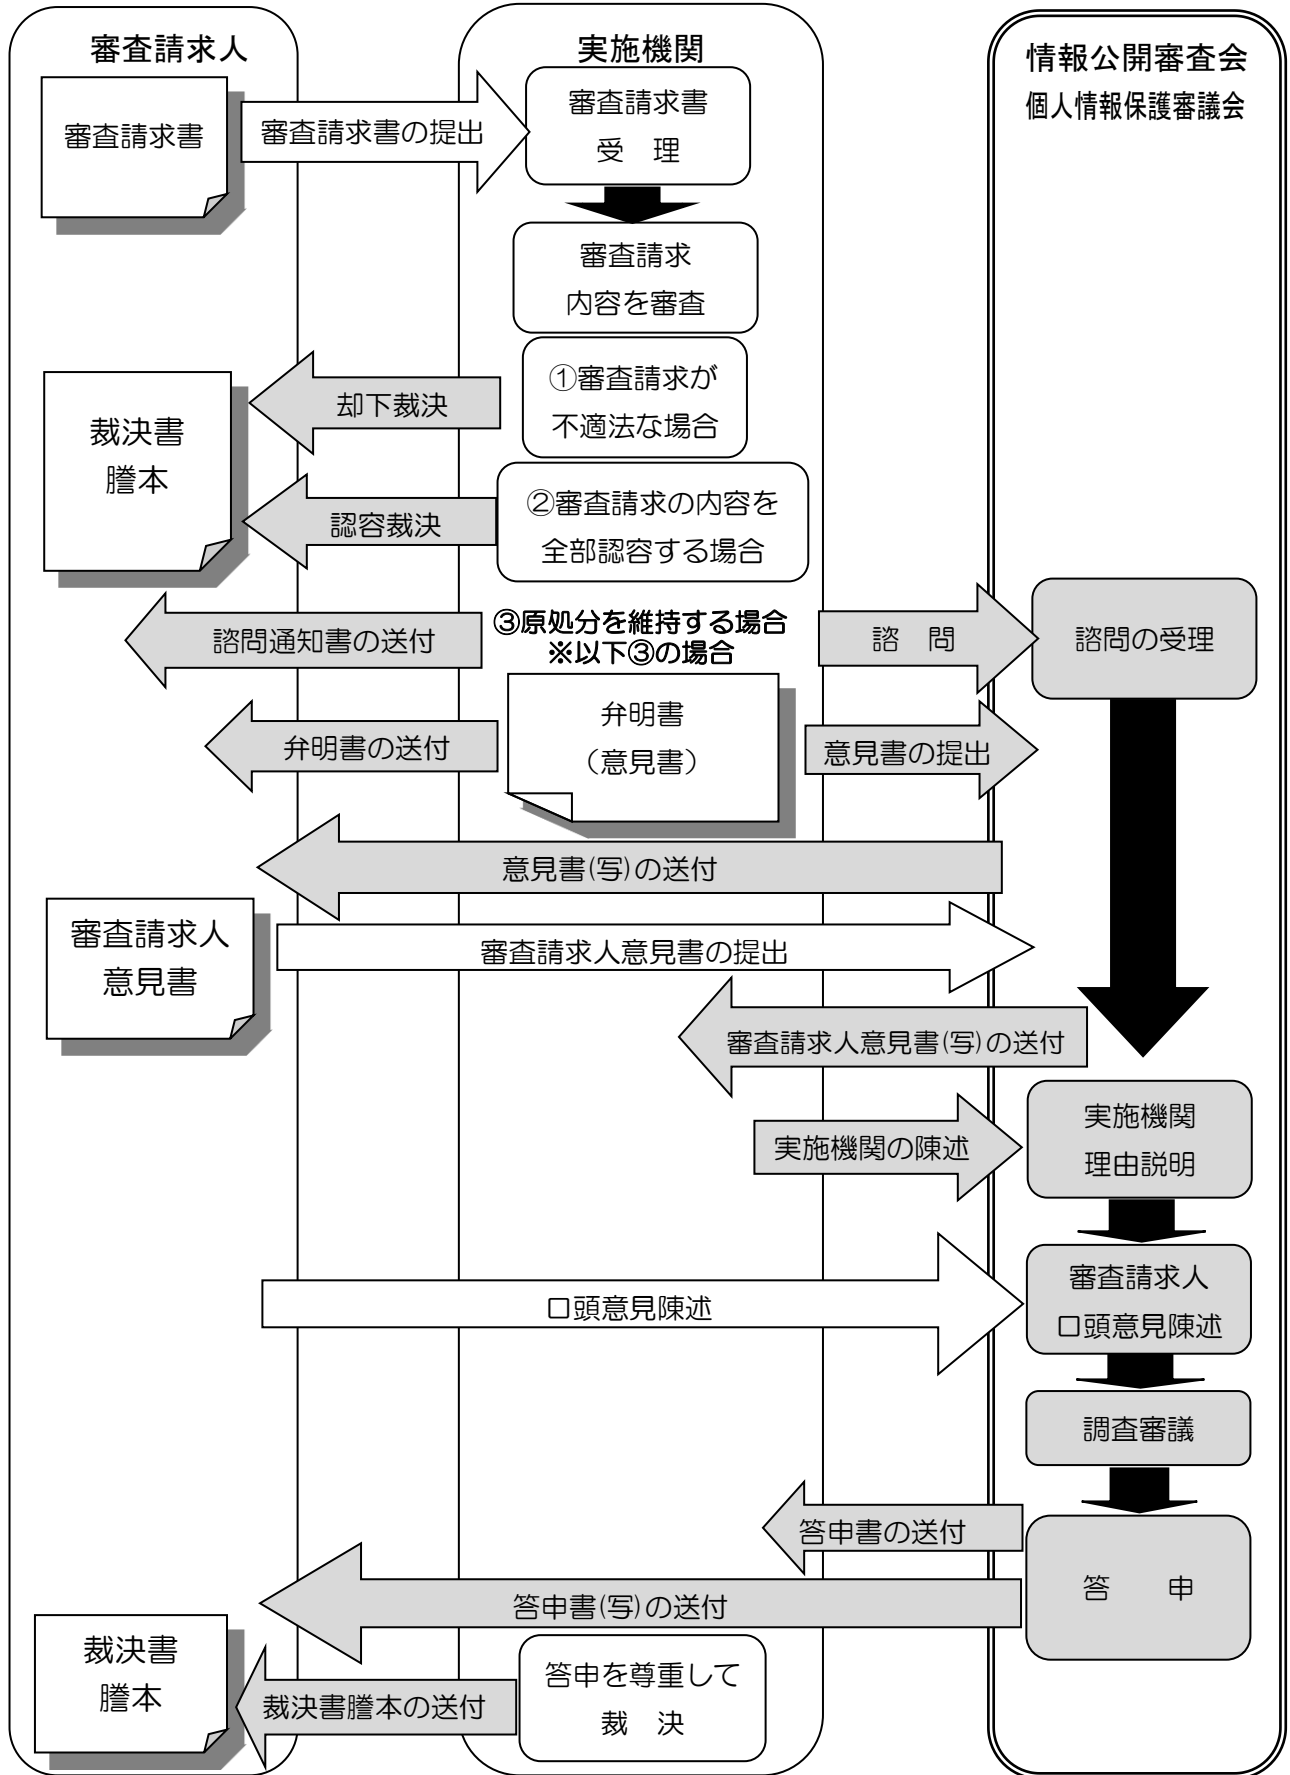 審査請求人
実施機関
情報公開審査会
個人情報保護審議会
審査請求書
審査請求書の提出
審査請求書
受　理
審査請求
内容を審査
①審査請求が
不適法な場合
却下裁決
裁決書
謄本
②審査請求の内容を
全部認容する場合
認容裁決
③原処分を維持する場合
※以下③の場合
諮問通知書の送付
諮　問
諮問の受理
弁明書
（意見書）
弁明書の送付
意見書の提出
意見書(写)の送付
審査請求人
意見書
審査請求人意見書の提出
審査請求人意見書(写)の送付
実施機関の陳述
実施機関
理由説明
口頭意見陳述
審査請求人
口頭意見陳述
調査審議
答申書の送付
答　　申
答申書(写)の送付
答申を尊重して
裁　決
裁決書謄本の送付
裁決書
謄本